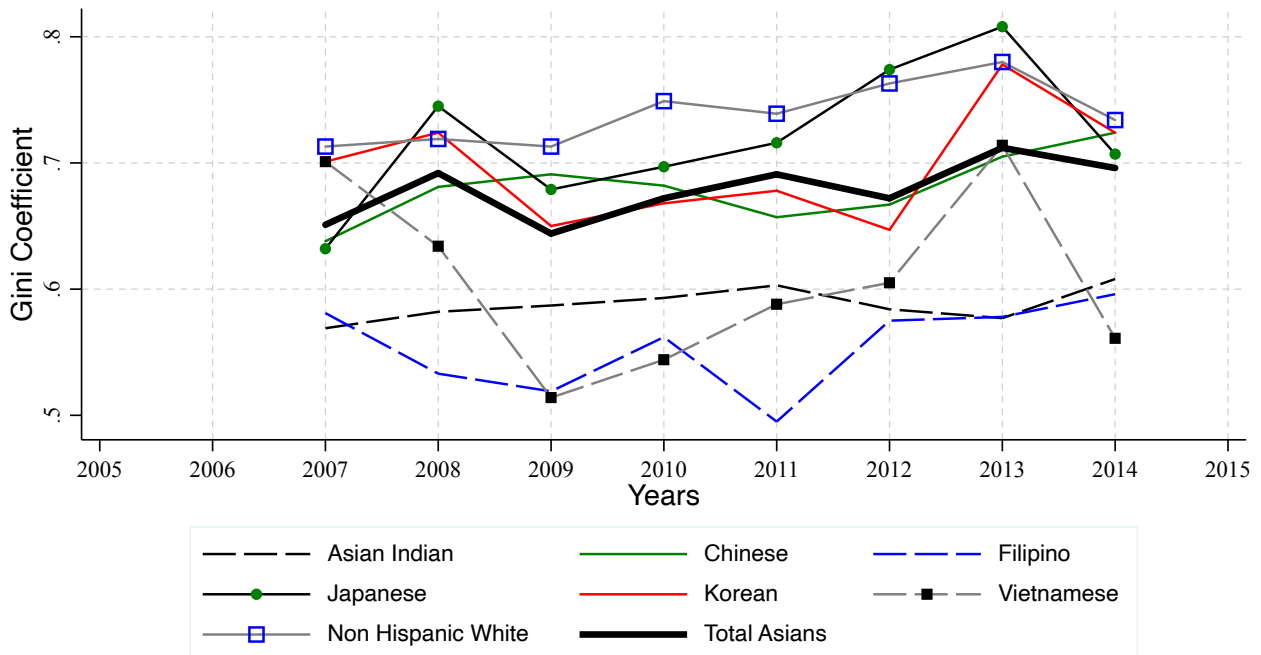 .8
.7
.6
.5
Gini Coefficient
2005 2006 2007 2008 2009 2010 2011 2012 2013 2014 2015
Years
Asian Indian Chinese Filipino
Japanese Korean Vietnamese
Non Hispanic White Total Asians